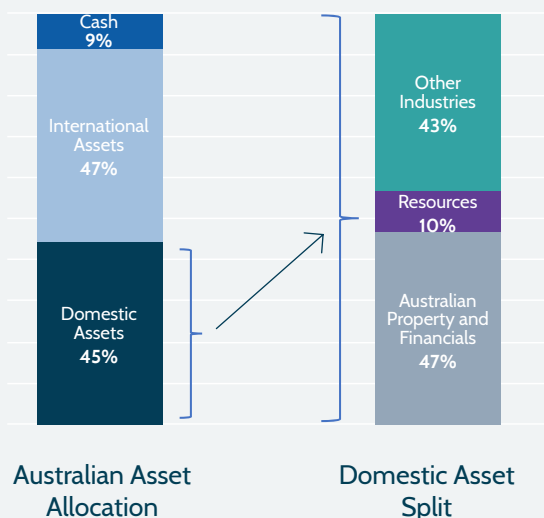 Cash
9%
International
Assets
47%
Domestic
Assets
45%
Australian Asset
Allocation
Other
Industries
43%
Resources
10%
Australian
Property and
Financials
47%
Domestic Asset
Split